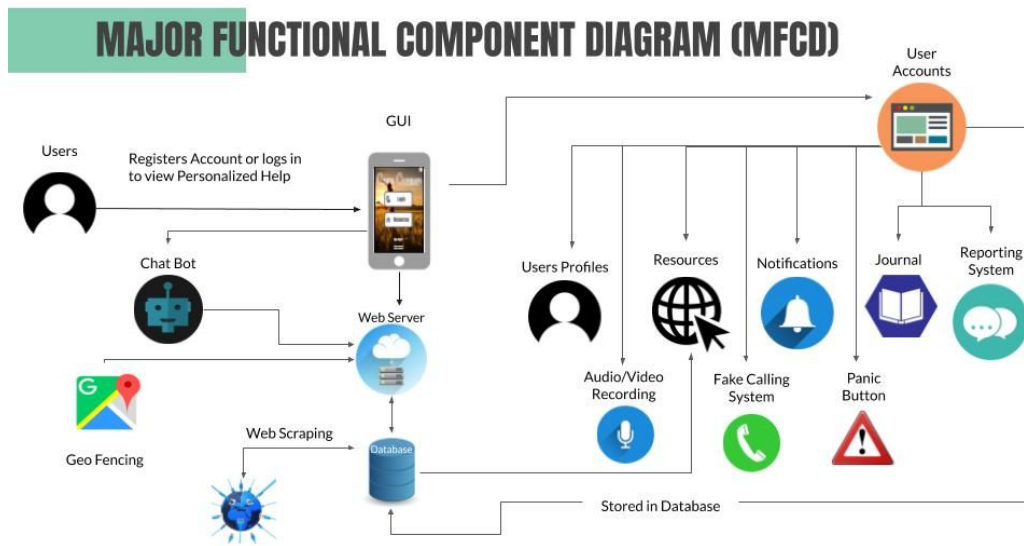 MAJOR FUNCTIONAL COMPONENT DIAGRAM (MFCD)
User
Accounts
GUI
Users
Registers Account or logs in
to view Personalized Help
Chat Bot
Users Profiles
Resources
Notifications
Journal
Reporting
System
Web Server
G
Audio/Video
Recording
Fake Calling
System
Panic
Button
Geo Fencing
Web Scraping
Database
Stored in Database